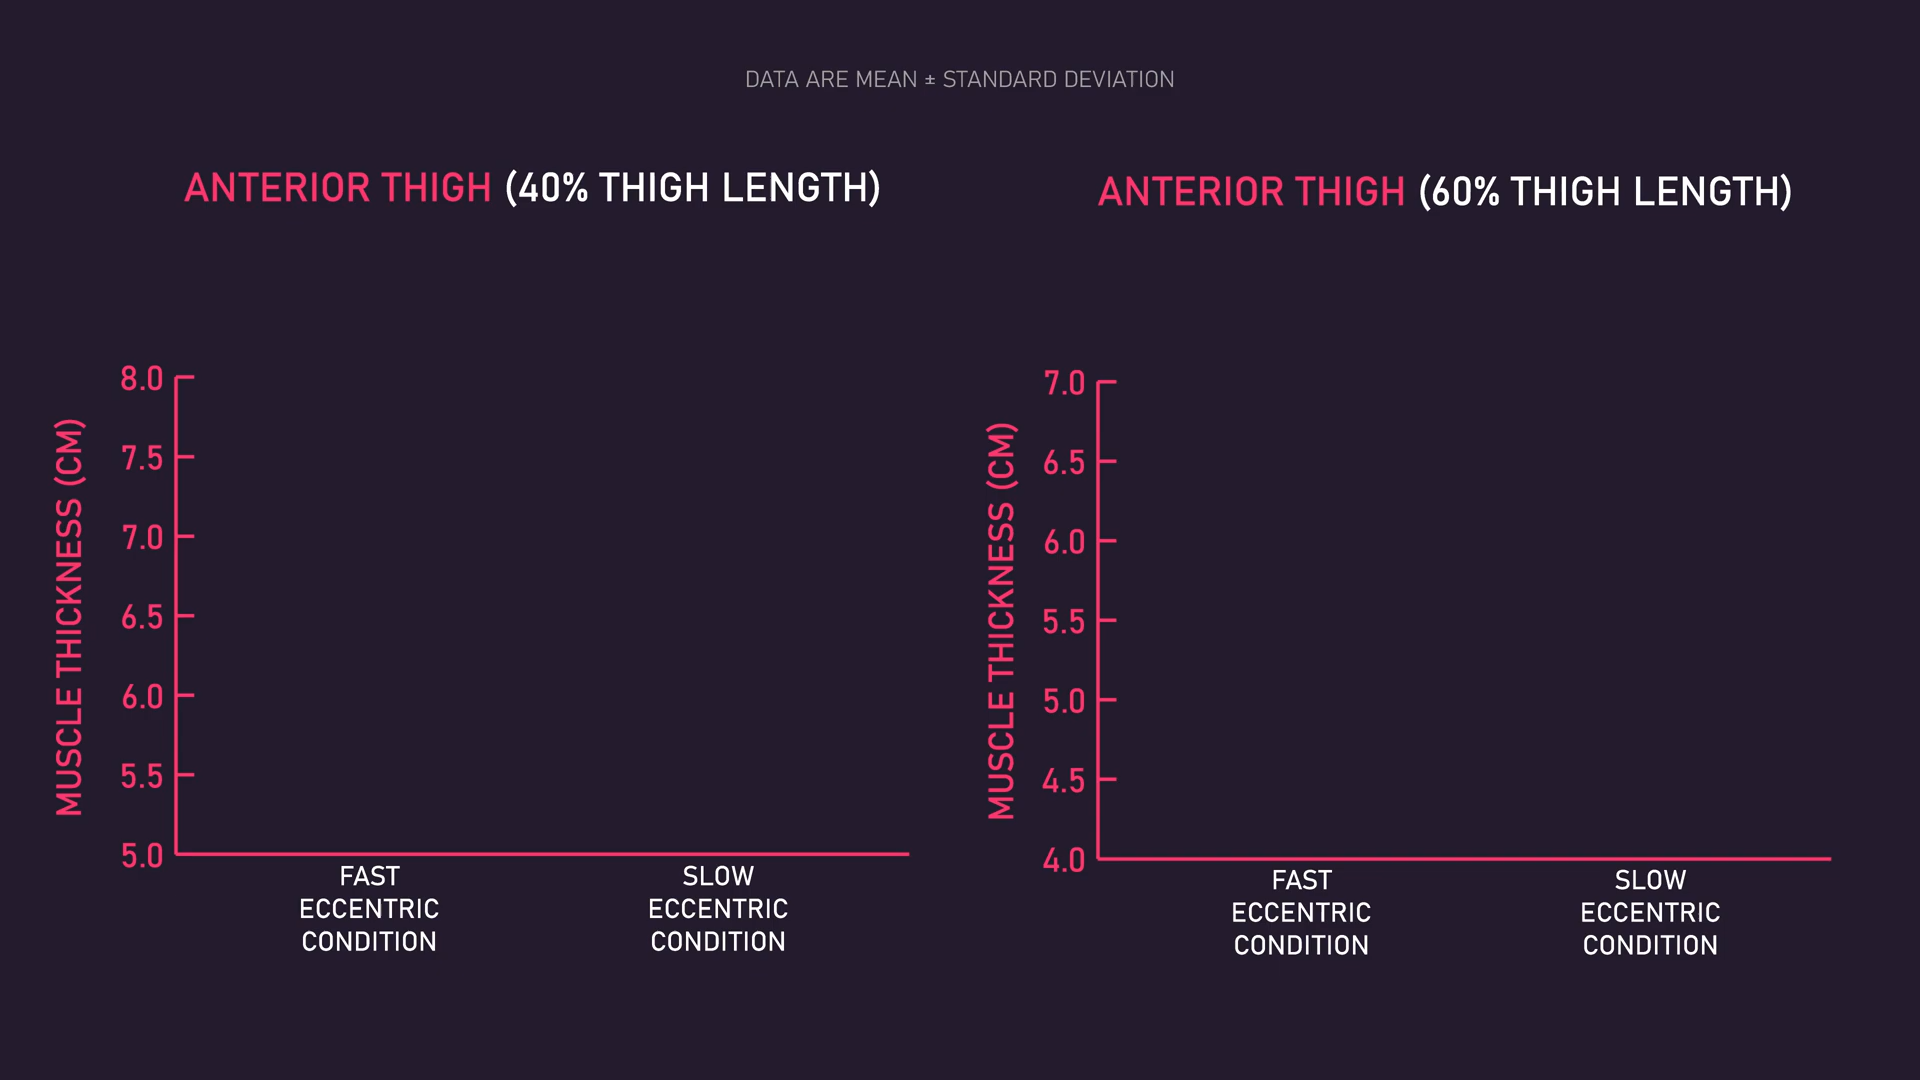 DATA ARE MEAN ± STANDARD DEVIATION
ANTERIOR THIGH (40% THIGH LENGTH)
MUSCLE THICKNESS (CM)
8.0
7.5
7.0
6.5
6.0
5.5
5.0
FAST
ECCENTRIC
CONDITION
SLOW
ECCENTRIC
CONDITION
ANTERIOR THIGH (60% THIGH LENGTH)
MUSCLE THICKNESS (CM)
7.0
6.5
6.0
5.5
5.0
4.5
4.0
FAST
ECCENTRIC
CONDITION
SLOW
ECCENTRIC
CONDITION